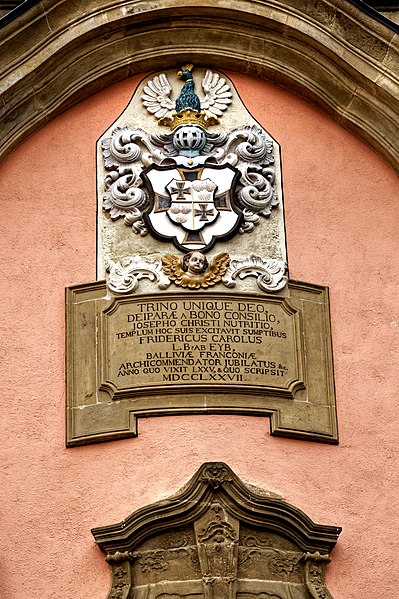 TRINO UNIQUE DEO,
DEIPARÆ A BONO CONSILIO,
JOSEPHO CHRISTI NUTRITIO,
TEMPLUM HOC SUIS EXCITAVIT SUMPTIBUS
FRIDERICUS CAROLUS
L. B. AB EYB,
BALLIVIÆ FRANCONIÆ
ARCHICOMMENDATOR JUBILATUS &c.
ANNO QUO VIXIT LXXV, & QUO SCRIPSIT
MDCCLXXVII.